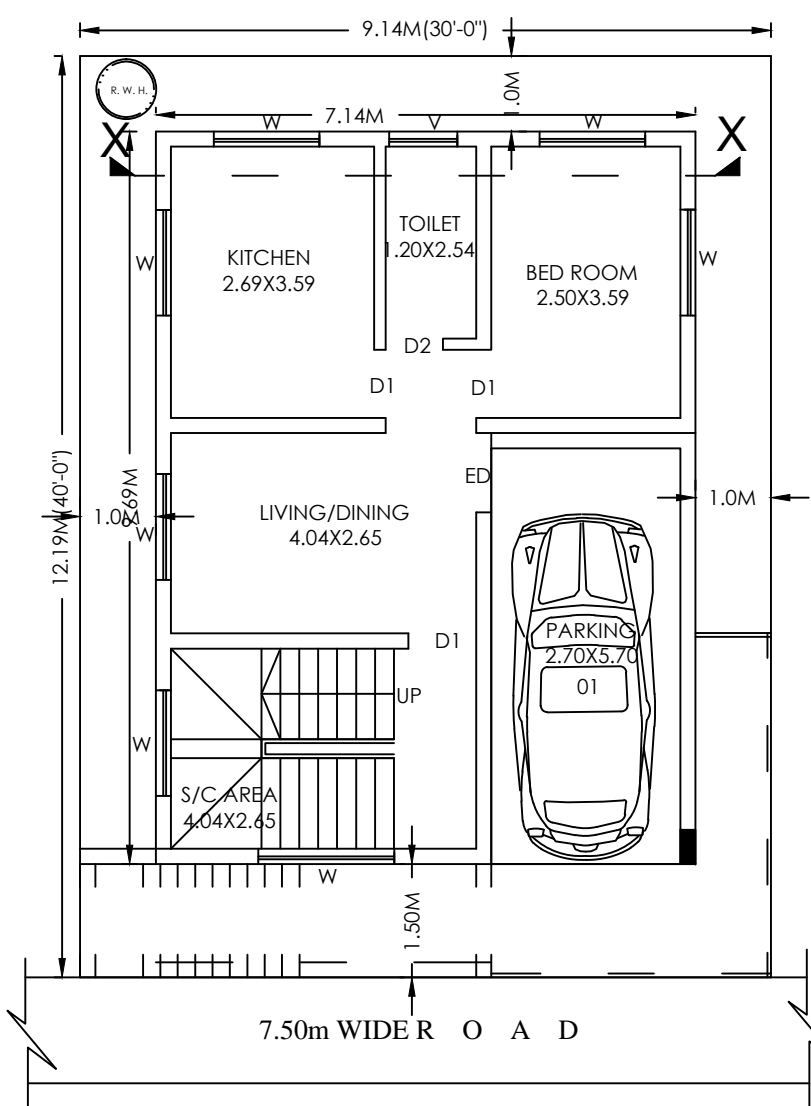 9.14M(30'-0")
R. W. H.
1.0M
7.14M
W
V
W
X
X
TOILET
1.20X2.54
KITCHEN
2.69X3.59
BED ROOM
2.50X3.59
W
W
D2
D1
D1
12.19M(40'-0")
9.69M
ED
1.0M
W
LIVING/DINING
4.04X2.65
1.0M
D1
PARKING
2.70X5.70
01
UP
W
S/C AREA
4.04X2.65
W
1.50M
7.50m WIDE R O A D